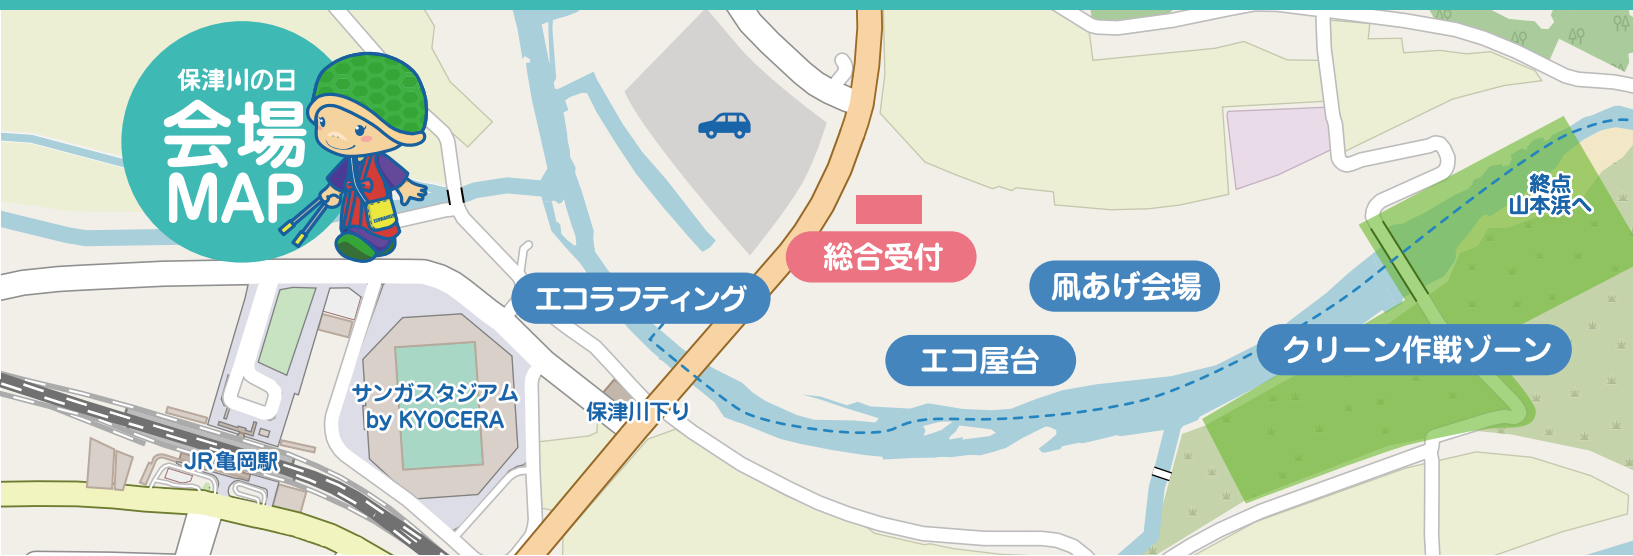 保津川の日
会場
MAP
総合受付
エコラフティング
凧あげ会場
エコ屋台
クリーン作戦ゾーン
終点
山本浜へ
サンガスタジアム
by KYOCERA
保津川下り
JR亀岡駅